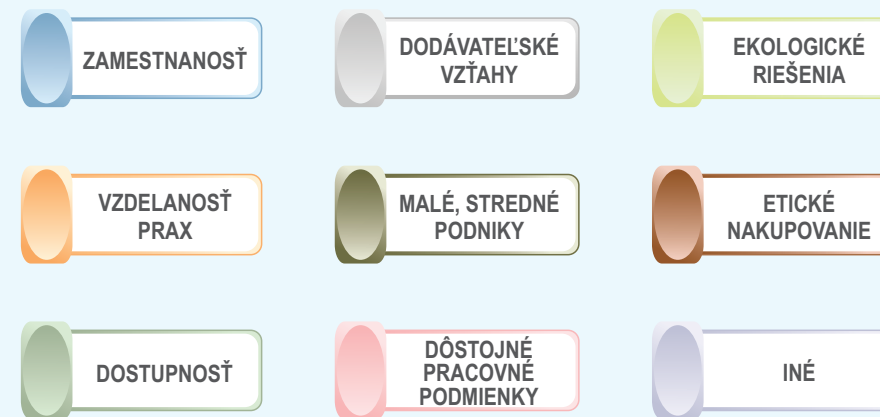 ZAMESTNANOSŤ
DODÁVATEĽSKÉ
VZŤAHY
EKOLOGICKÉ
RIEŠENIA
VZDELANOSŤ
PRAX
MALÉ, STREDNÉ
PODNIKY
ETICKÉ
NAKUPOVANIE
DOSTUPNOSŤ
DÔSTOJNÉ
PRACOVNÉ
PODMIENKY
INÉ